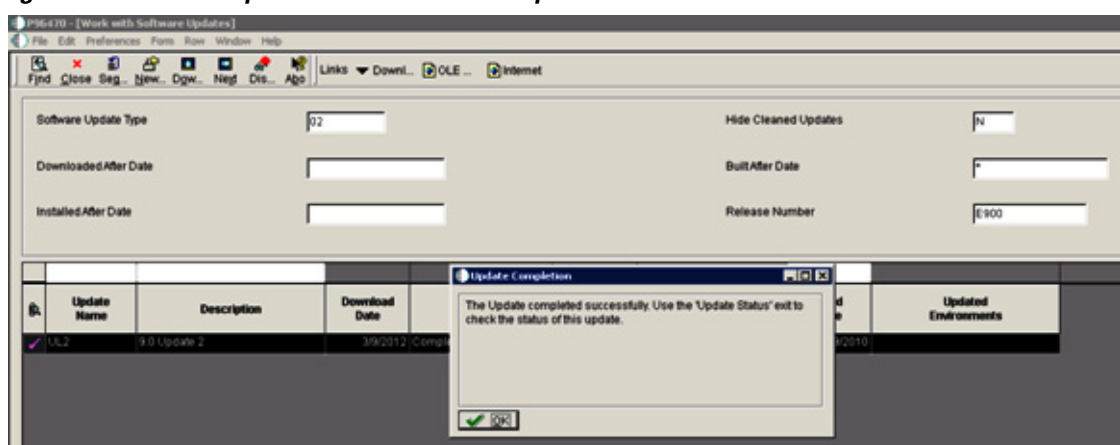 P96470 - [Work with Software Updates]
File Edit Preferences Form Row Window Help
Find Close Seg... New... Dow... Next Dis... Abo Links Downl... OLE ... Internet
Software Update Type 02 Hide Cleaned Updates N
Downloaded After Date Built After Date *
Installed After Date Release Number E900
Update Completion
The Update completed successfully. Use the 'Update Status' exit to
check the status of this update.
OK
Update Name Description Download Date Updated Environments
UL2 9.0 Update 2 3/9/2012 Comple 9/2010